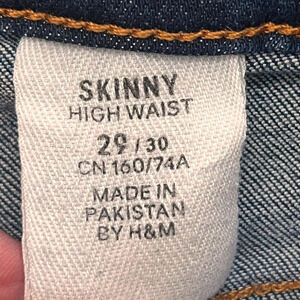 SKINNY
HIGH WAIST
29 / 30
CN 160/74A
MADE IN
PAKISTAN
BY H&M